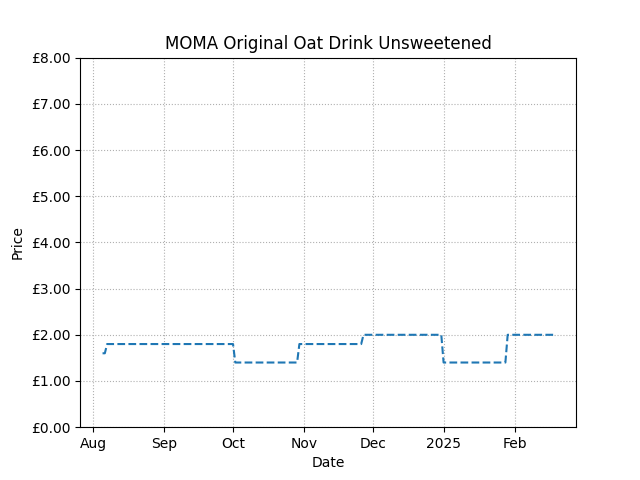 MOMA Original Oat Drink Unsweetened
£8.00
£7.00
£6.00
£5.00
£4.00
£3.00
£2.00
£1.00
£0.00
Price
Aug Sep Oct Nov Dec 2025 Feb
Date